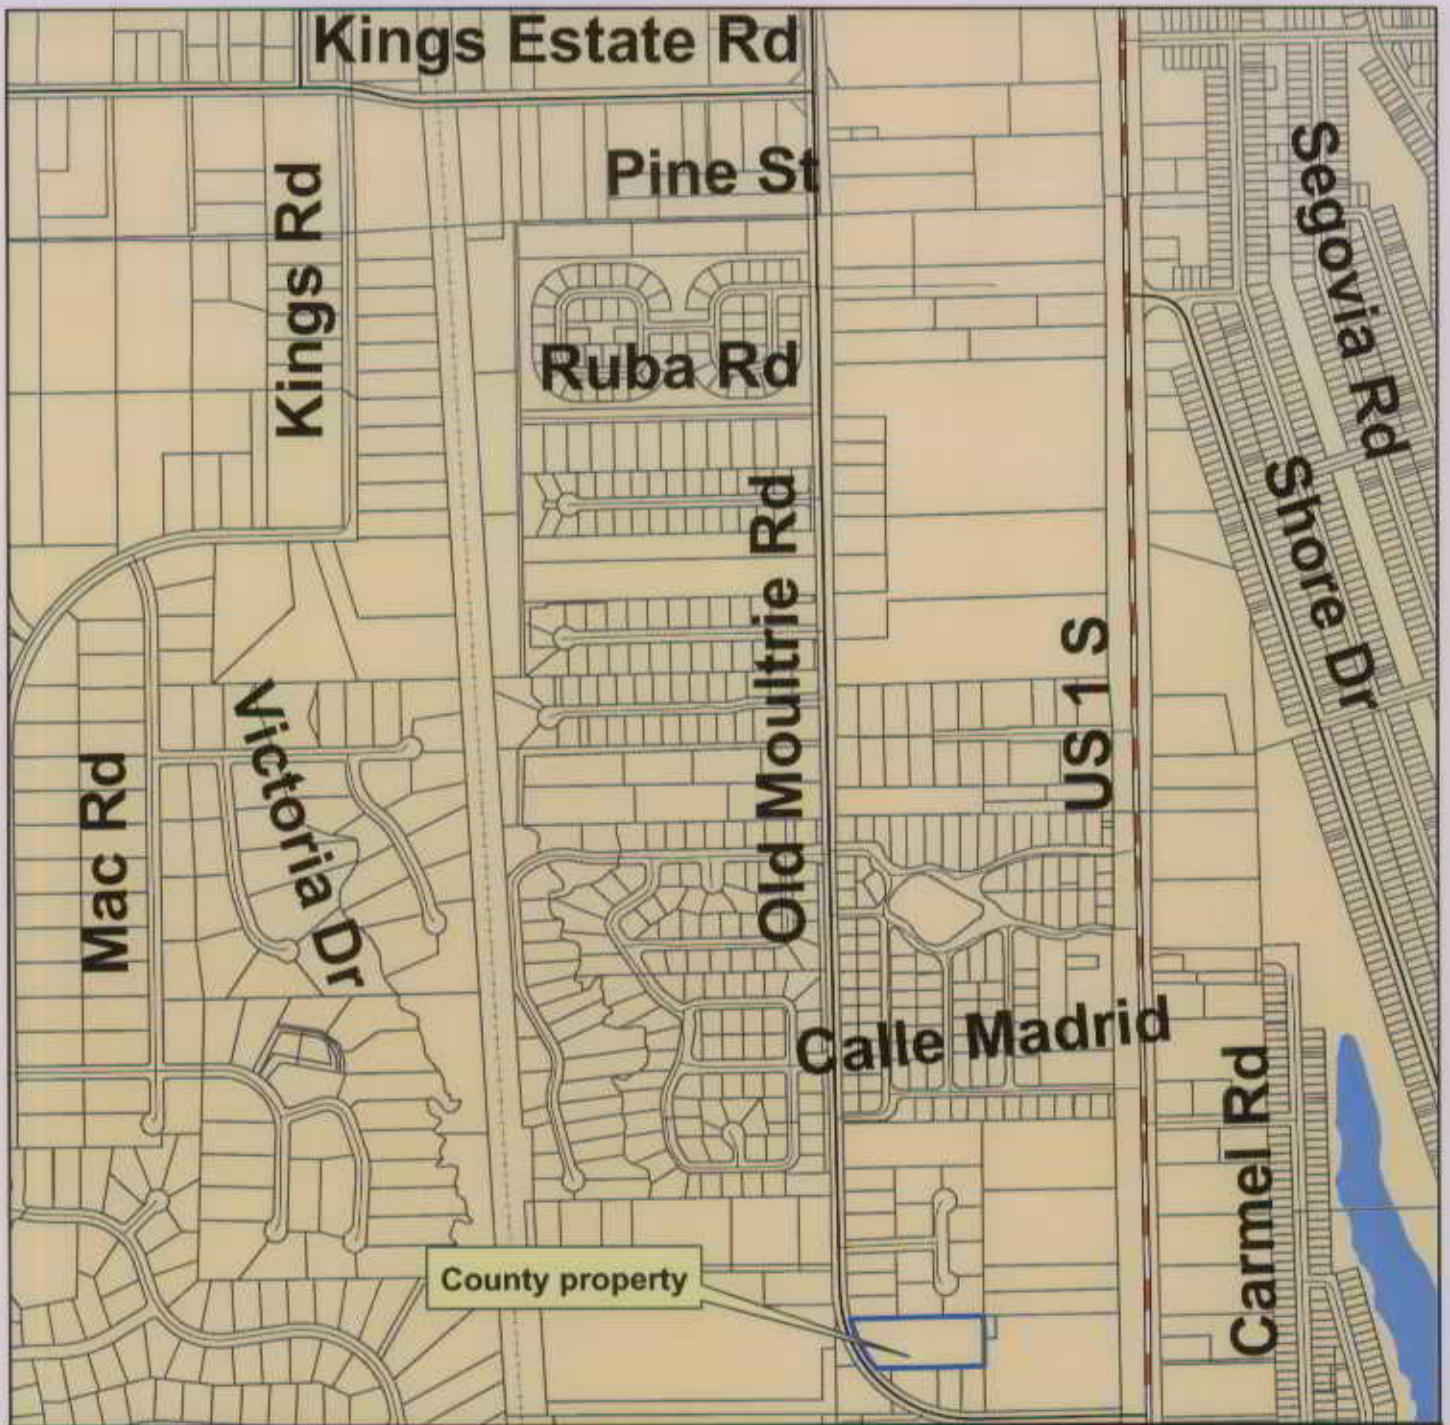 Kings Estate Rd
Pine St
Kings Rd
Segovia Rd
Ruba Rd
Shore Dr
Old Moultrie Rd
US 1 S
Victoria Dr
Mac Rd
Calle Madrid
Carmel Rd
County property